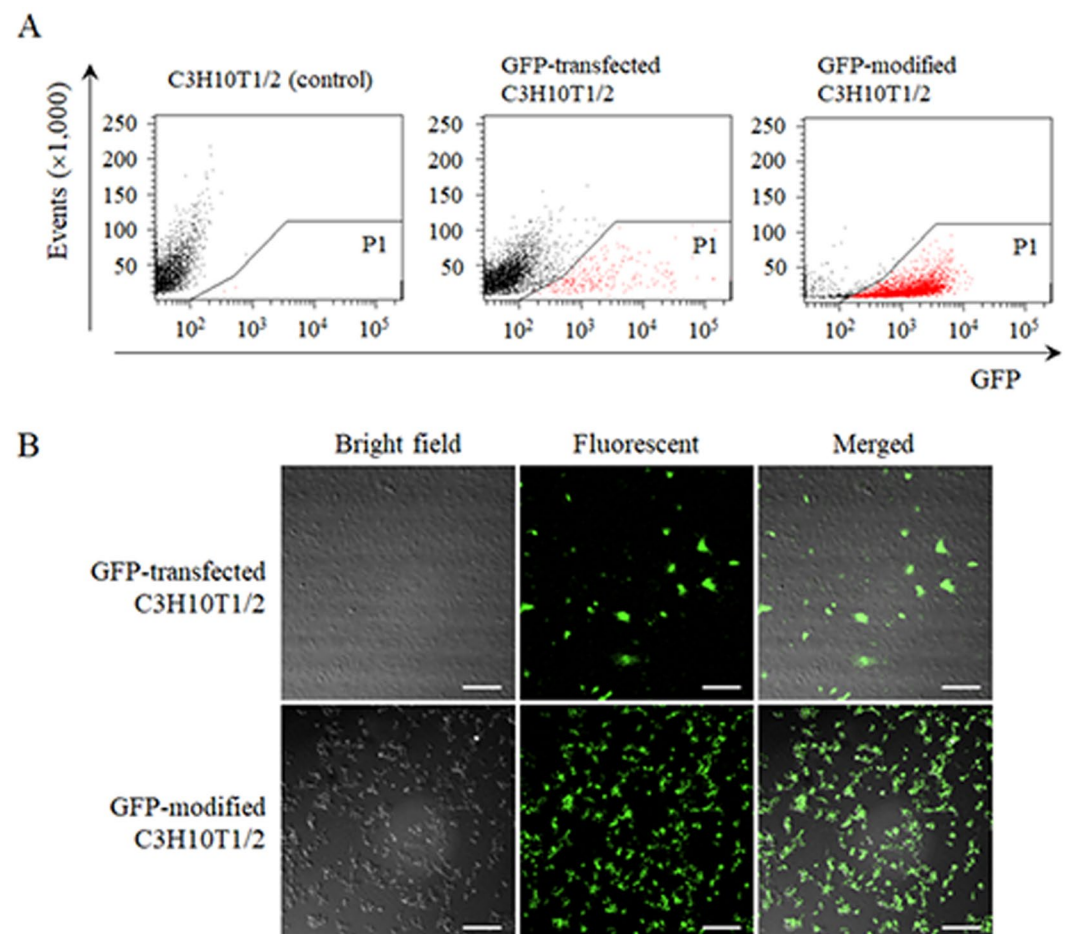 A
C3H10T1/2 (control)
GFP-transfected
C3H10T1/2
GFP-modified
C3H10T1/2
Events (×1,000)
250
200
150
100
50
P1
10² 10³ 10⁴ 10⁵
250
200
150
100
50
P1
10² 10³ 10⁴ 10⁵
250
200
150
100
50
P1
10² 10³ 10⁴ 10⁵
GFP
B
Bright field Fluorescent Merged
GFP-transfected
C3H10T1/2
GFP-modified
C3H10T1/2